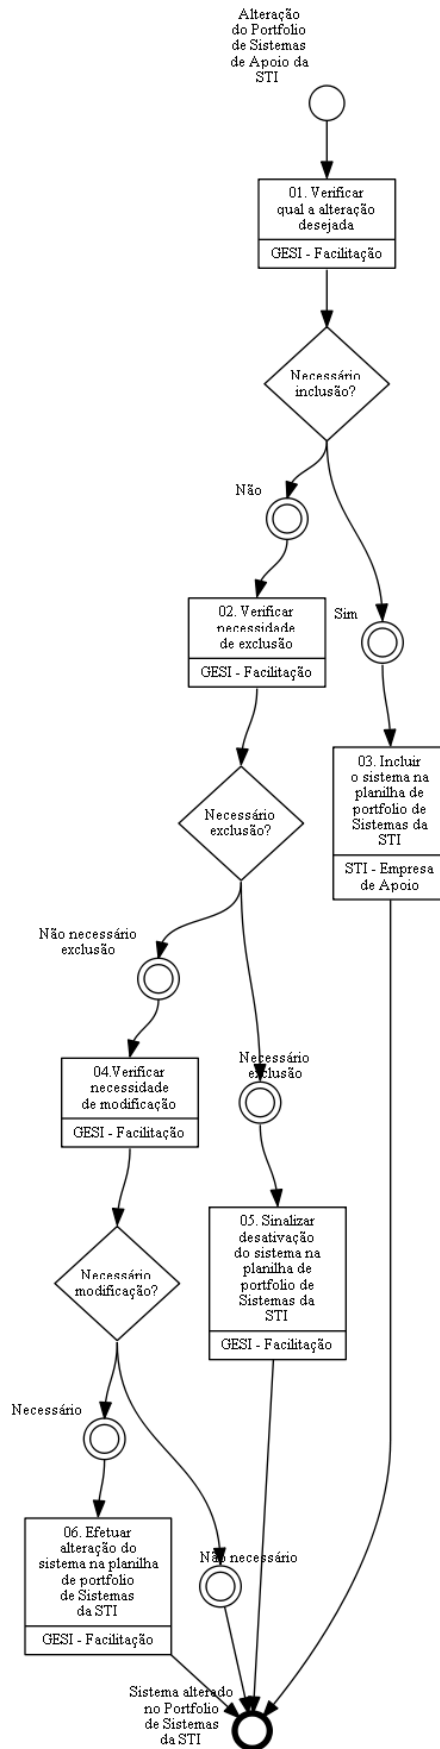 Alteração
do Portfolio
de Sistemas
de Apoio da
STI
01. Verificar
qual a alteração
desejada
GESI - Facilitação
Necessário
inclusão?
Não
Sim
02. Verificar
necessidade
de exclusão
GESI - Facilitação
03. Incluir
o sistema na
planilha de
portfolio de
Sistemas da
STI
STI - Empresa
de Apoio
Necessário
exclusão?
Não necessário
exclusão
Necessário
exclusão
04.Verificar
necessidade
de modificação
GESI - Facilitação
05. Sinalizar
desativação
do sistema na
planilha de
portfolio de
Sistemas da
STI
GESI - Facilitação
Necessário
modificação?
Necessário
Não necessário
06. Efetuar
alteração do
sistema na planilha
de portfolio
de Sistemas
da STI
GESI - Facilitação
Sistema alterado
no Portfolio
de Sistemas
da STI